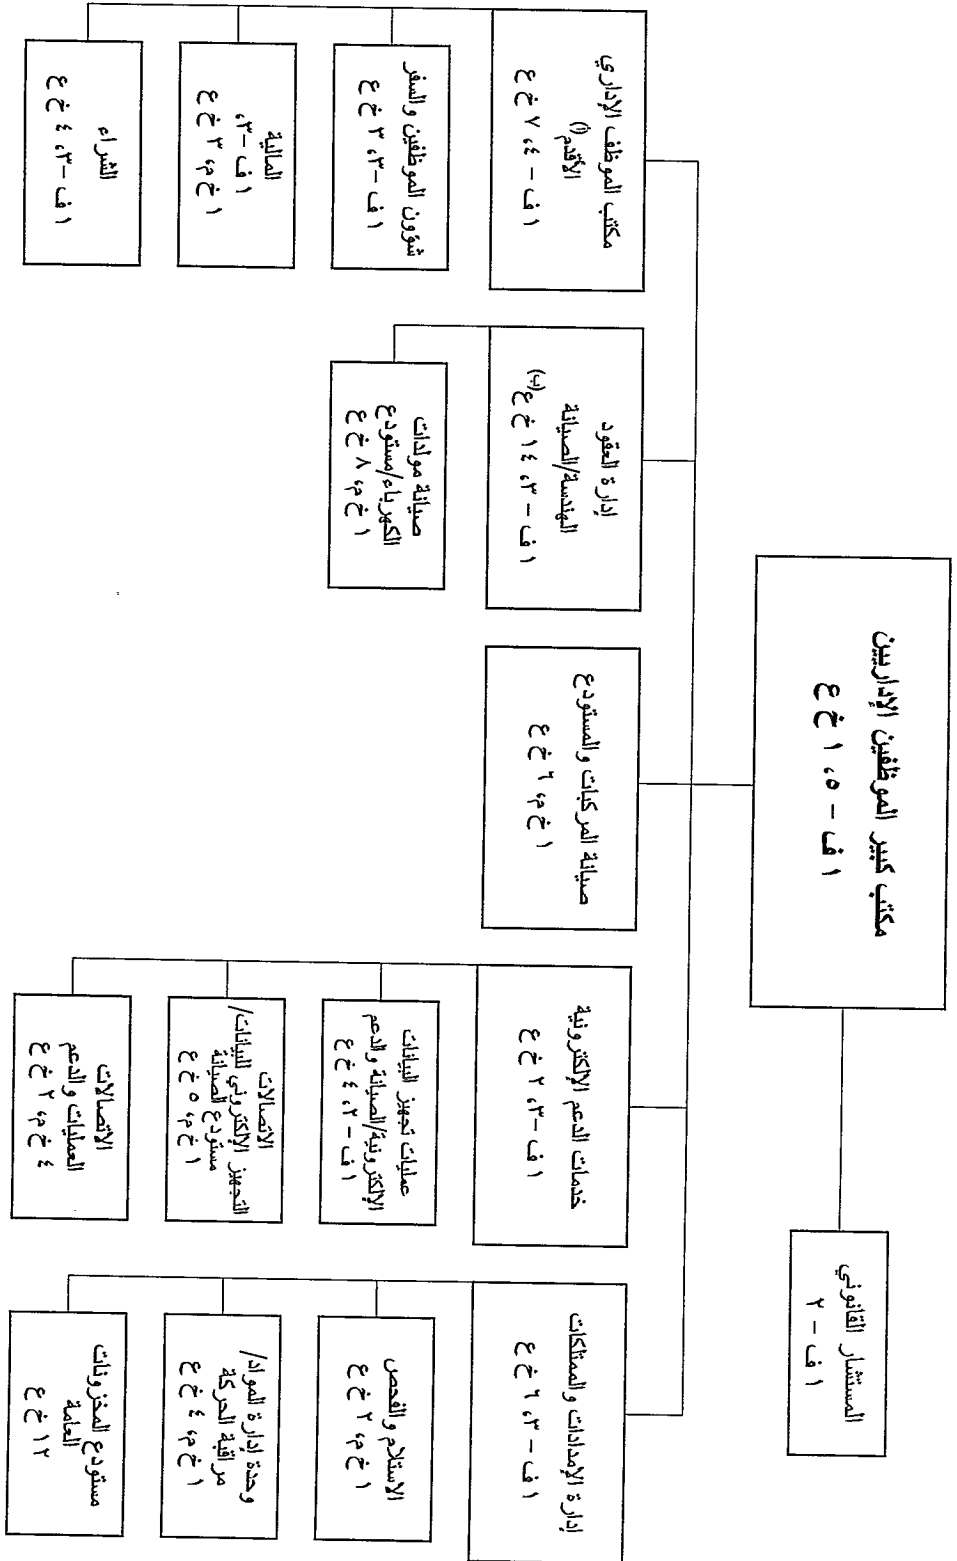 مكتب كبير الموظفين الإداريين
١ ف - ٥، ١ خ ع
المستشار القانوني
١ ف - ٢
إدارة الإمدادات والممتلكات
١ ف - ٣، ٦ خ ع
الاستلام والفحص
١ خ م، ٢ خ ع
وحدة إدارة المواد/
مراقبة الحركة
١ خ م، ٤ خ ع
مستودع المخزونات
العامة
١٢ خ ع
خدمات الدعم الإلكترونية
١ ف -٣، ٢ خ ع
عمليات تجهيز البيانات
الإلكترونية/الصيانة والدعم
١ ف - ٢، ٤ خ ع
الاتصالات
التجهيز الإلكتروني للبيانات/
مستودع الصيانة
١ خ م، ٥ خ ع
الاتصالات
العمليات والدعم
٤ خ م، ٢ خ ع
صيانة المركبات والمستودع
١ خ م، ٦ خ ع
إدارة العقود
الهندسة/الصيانة
١ ف - ٣، ١٤ خ ع(ب)
صيانة مولدات
الكهرباء/مستودع
١ خ م، ٨ خ ع
مكتب الموظف الإداري
الأقدم(أ)
١ ف - ٤، ٧ خ ع
شؤون الموظفين والسفر
١ ف -٣، ٣ خ ع
المالية
١ ف -٣،
١ خ م، ٣ خ ع
الشراء
١ ف -٣، ٤ خ ع